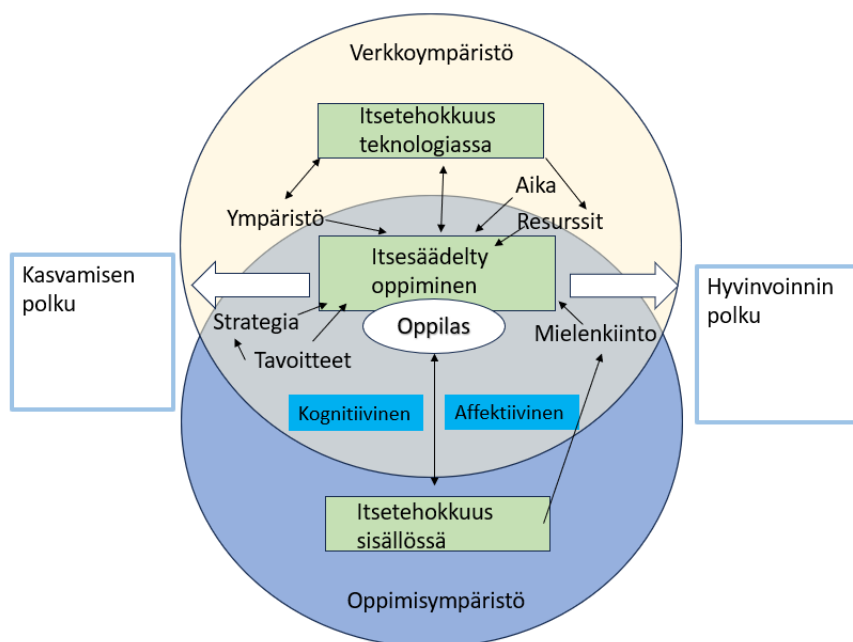 Verkkoympäristö
Itsetehokkuus
teknologiassa
Aika
Ympäristö
Resurssit
Kasvamisen
polku
Itsesäädelty
oppiminen
Hyvinvoinnin
polku
Strategia
Oppilas
Mielenkiinto
Tavoitteet
Kognitiivinen
Affektiivinen
Itsetehokkuus
sisällössä
Oppimisympäristö